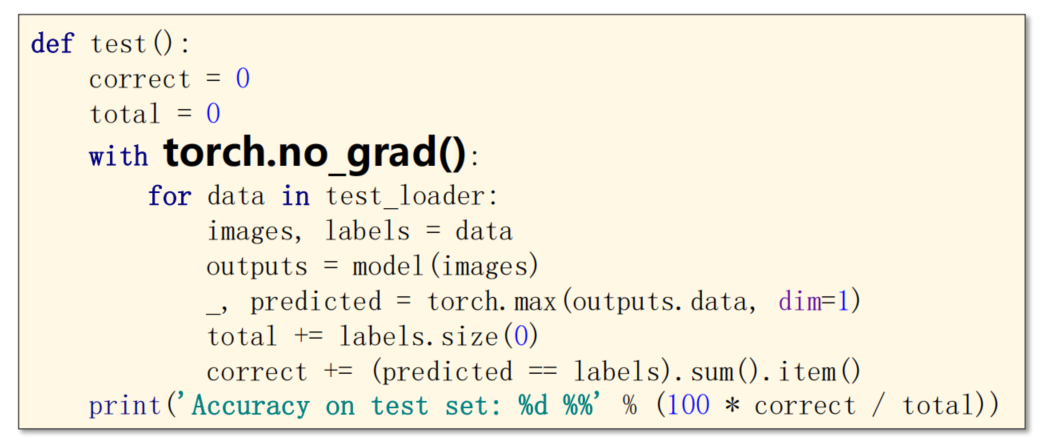 def test():
    correct = 0
    total = 0
    with torch.no_grad():
        for data in test_loader:
            images, labels = data
            outputs = model(images)
            _, predicted = torch.max(outputs.data, dim=1)
            total += labels.size(0)
            correct += (predicted == labels).sum().item()
    print('Accuracy on test set: %d %%' % (100 * correct / total))